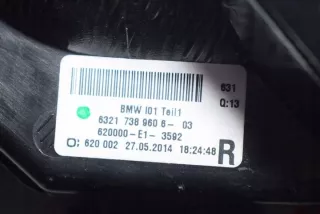 631
Q:13
BMW I01 Teil1
6321 738 960 6 - 03
620000-E1- 3592
O: 620 002 27.05.2014 18:24:48 R